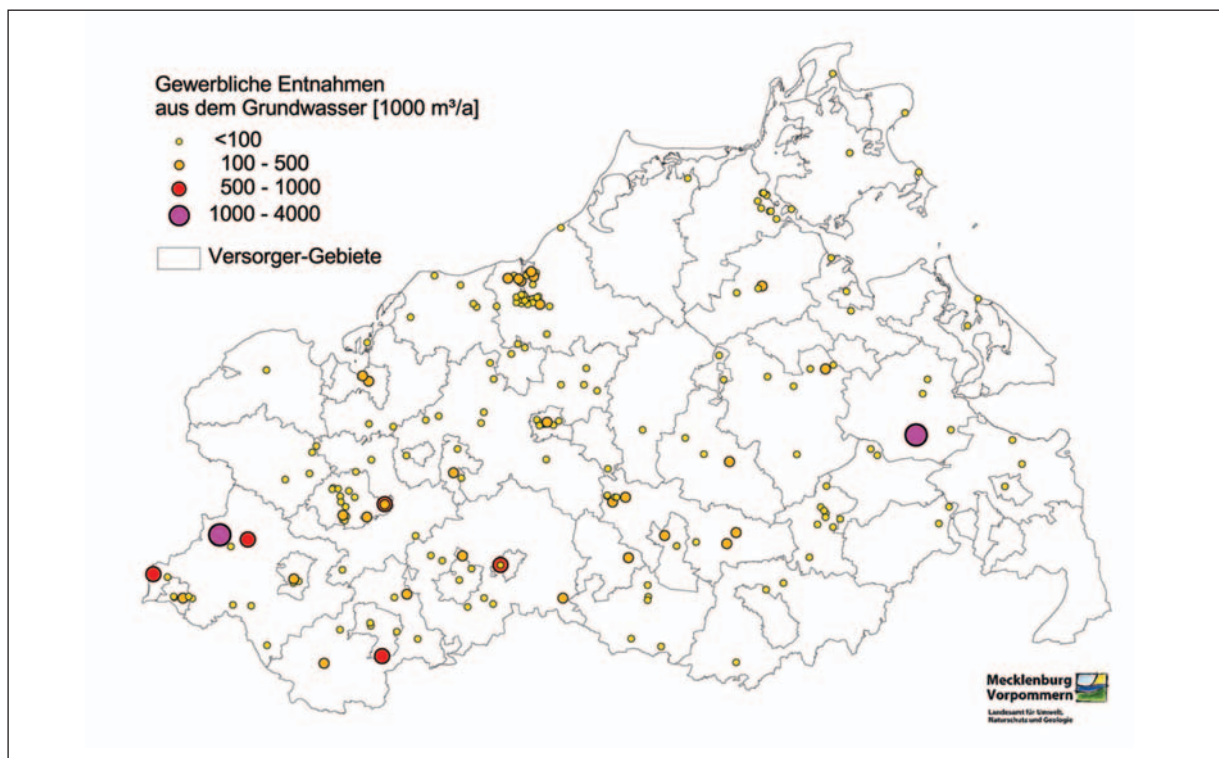 Gewerbliche Entnahmen
aus dem Grundwasser [1000 m³/a]
<100
100 - 500
500 - 1000
1000 - 4000
Versorger-Gebiete
Mecklenburg
Vorpommern
Landesamt für Umwelt,
Naturschutz und Geologie